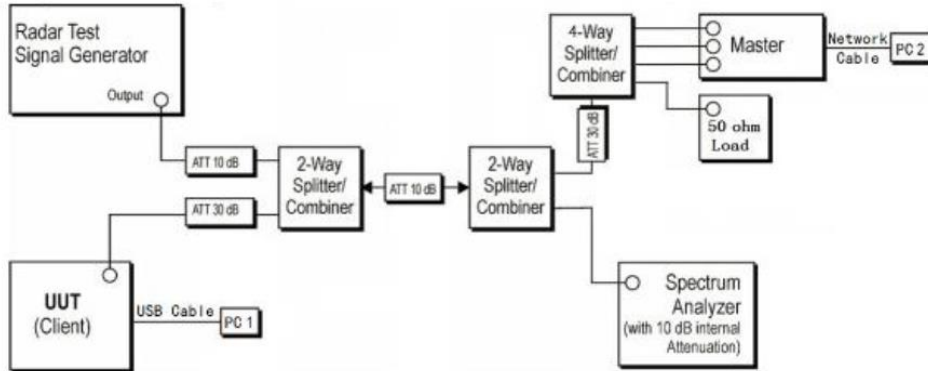 Radar Test
Signal Generator
Output
ATT 10 dB
2-Way
Splitter/
Combiner
ATT 30 dB
ATT 10 dB
2-Way
Splitter/
Combiner
4-Way
Splitter/
Combiner
ATT 30 dB
Master
Network
Cable
PC 2
50 ohm
Load
UUT
(Client)
USB Cable
PC 1
Spectrum
Analyzer
(with 10 dB internal
Attenuation)